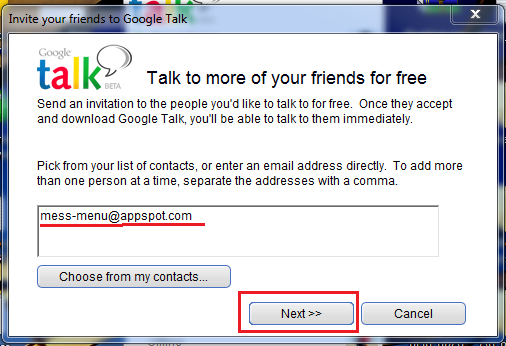 Invite your friends to Google Talk
X
Google
talk
BETA
Talk to more of your friends for free
Send an invitation to the people you'd like to talk to for free. Once they accept
and download Google Talk, you'll be able to talk to them immediately.
Pick from your list of contacts, or enter an email address directly. To add more
than one person at a time, separate the addresses with a comma.
mess-menu@appspot.com
Choose from my contacts...
Next >>
Cancel